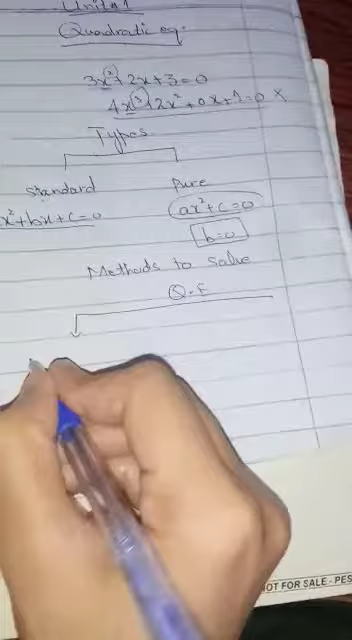 Unit 1
Quadratic eq.
3x²+2x+3=0
4x³+2x²+0x+1=0 ×
Types
standard Pure
x²+bx+c=0 ax²+c=0
b=0
Methods to Solve
Q.E
NOT FOR SALE - PES